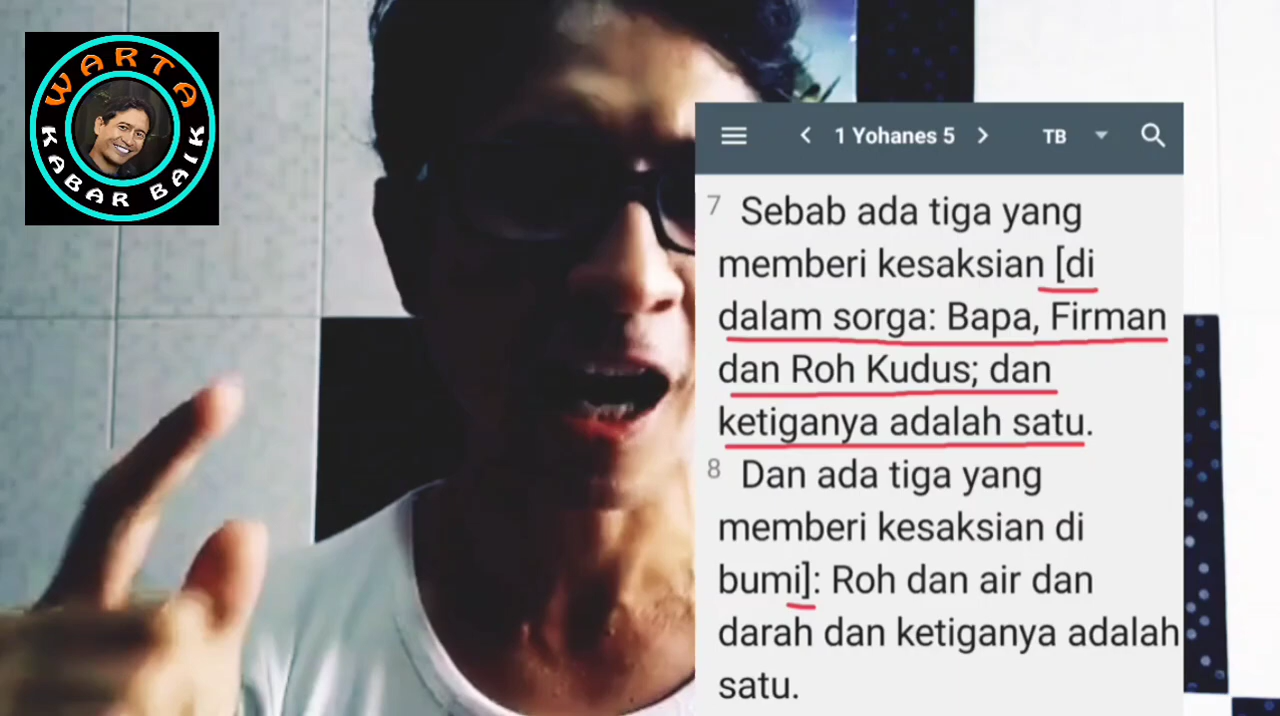 WARTA
KABAR BAIK
1 Yohanes 5
TB
7 Sebab ada tiga yang
memberi kesaksian [di
dalam sorga: Bapa, Firman
dan Roh Kudus; dan
ketiganya adalah satu.
8 Dan ada tiga yang
memberi kesaksian di
bumi]: Roh dan air dan
darah dan ketiganya adalah
satu.